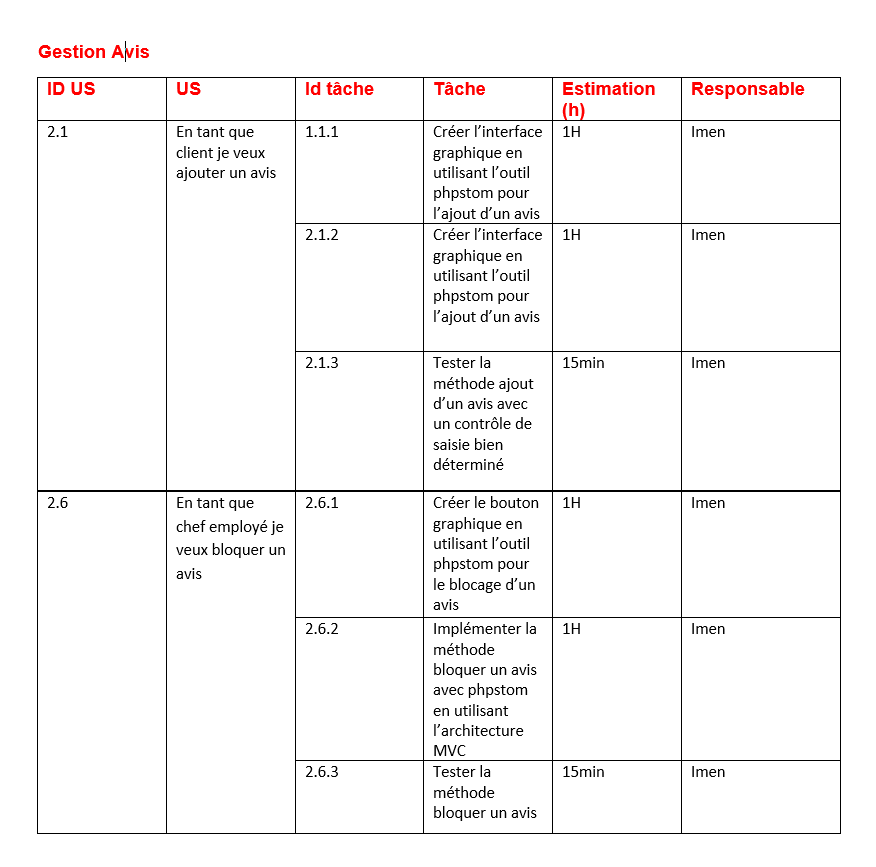 Gestion Avis
ID US
US
Id tâche
Tâche
Estimation
(h)
Responsable
2.1
En tant que
client je veux
ajouter un avis
1.1.1
Créer l’interface
graphique en
utilisant l’outil
phpstom pour
l’ajout d’un avis
1H
Imen
2.1.2
Créer l’interface
graphique en
utilisant l’outil
phpstom pour
l’ajout d’un avis
1H
Imen
2.1.3
Tester la
méthode ajout
d’un avis avec
un contrôle de
saisie bien
déterminé
15min
Imen
2.6
En tant que
chef employé je
veux bloquer un
avis
2.6.1
Créer le bouton
graphique en
utilisant l’outil
phpstom pour
le blocage d’un
avis
1H
Imen
2.6.2
Implémenter la
méthode
bloquer un avis
avec phpstom
en utilisant
l’architecture
MVC
1H
Imen
2.6.3
Tester la
méthode
bloquer un avis
15min
Imen